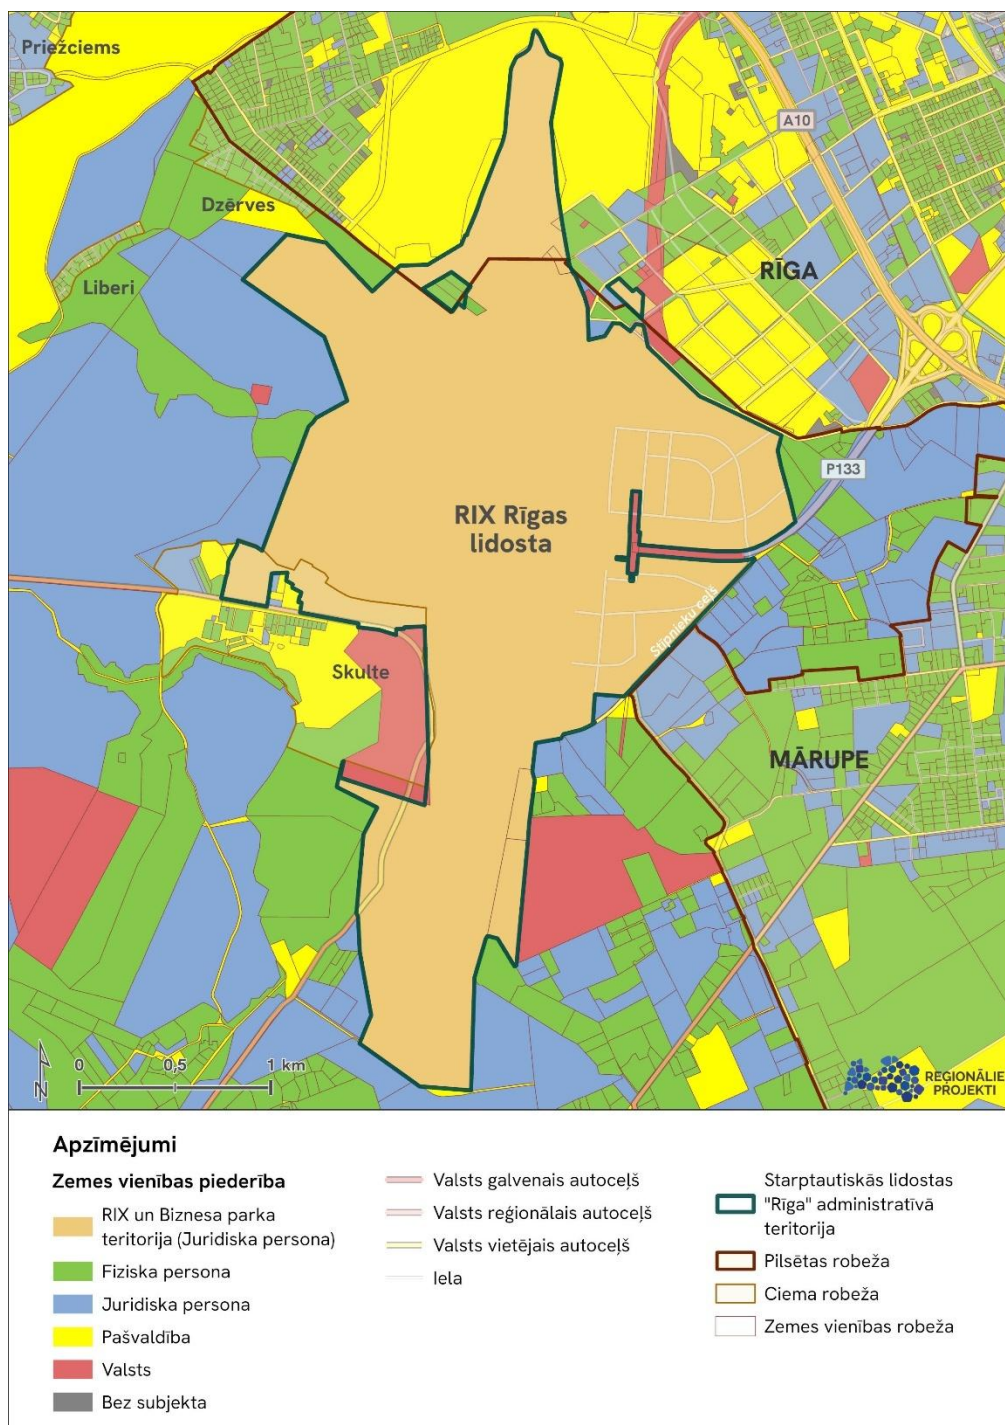 Priežciems
A10
Dzērves
RĪGA
Liberi
P133
RIX Rīgas
lidosta
Stīpnieku ceļš
Skulte
MĀRUPE
0
0,5
1 km
N
REĢIONĀLIE
PROJEKTI
Apzīmējumi
Zemes vienības piederība
RIX un Biznesa parka
teritorija (Juridiska persona)
Fiziska persona
Juridiska persona
Pašvaldība
Valsts
Bez subjekta
Valsts galvenais autoceļš
Valsts reģionālais autoceļš
Valsts vietējais autoceļš
Iela
Starptautiskās lidostas
"Rīga" administratīvā
teritorija
Pilsētas robeža
Ciema robeža
Zemes vienības robeža